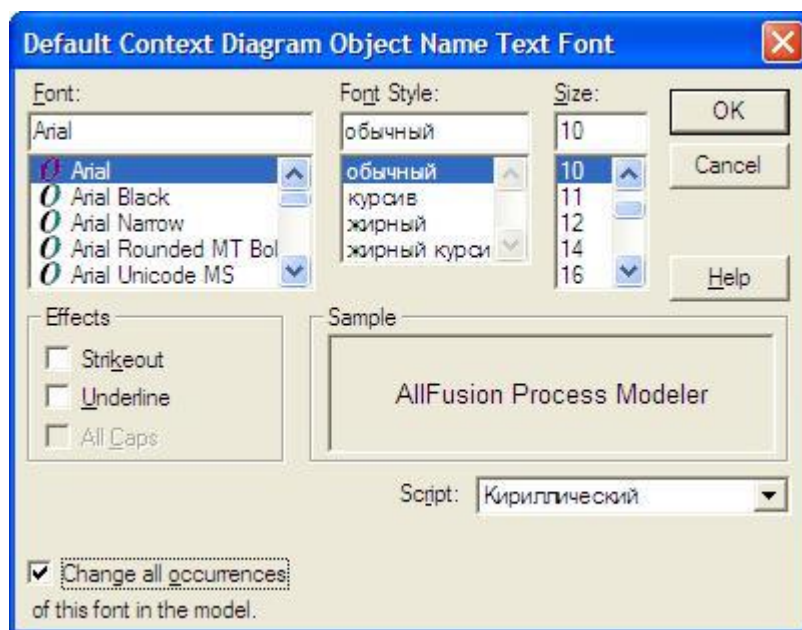 Default Context Diagram Object Name Text Font
Font:
Font Style:
Size:
Arial
обычный
10
OK
Cancel
Help
Arial
Arial Black
Arial Narrow
Arial Rounded MT Bol
Arial Unicode MS
обычный
курсив
жирный
жирный курси
10
11
12
14
16
Effects
Strikeout
Underline
All Caps
Sample
AllFusion Process Modeler
Script:
Кириллический
Change all occurrences
of this font in the model.